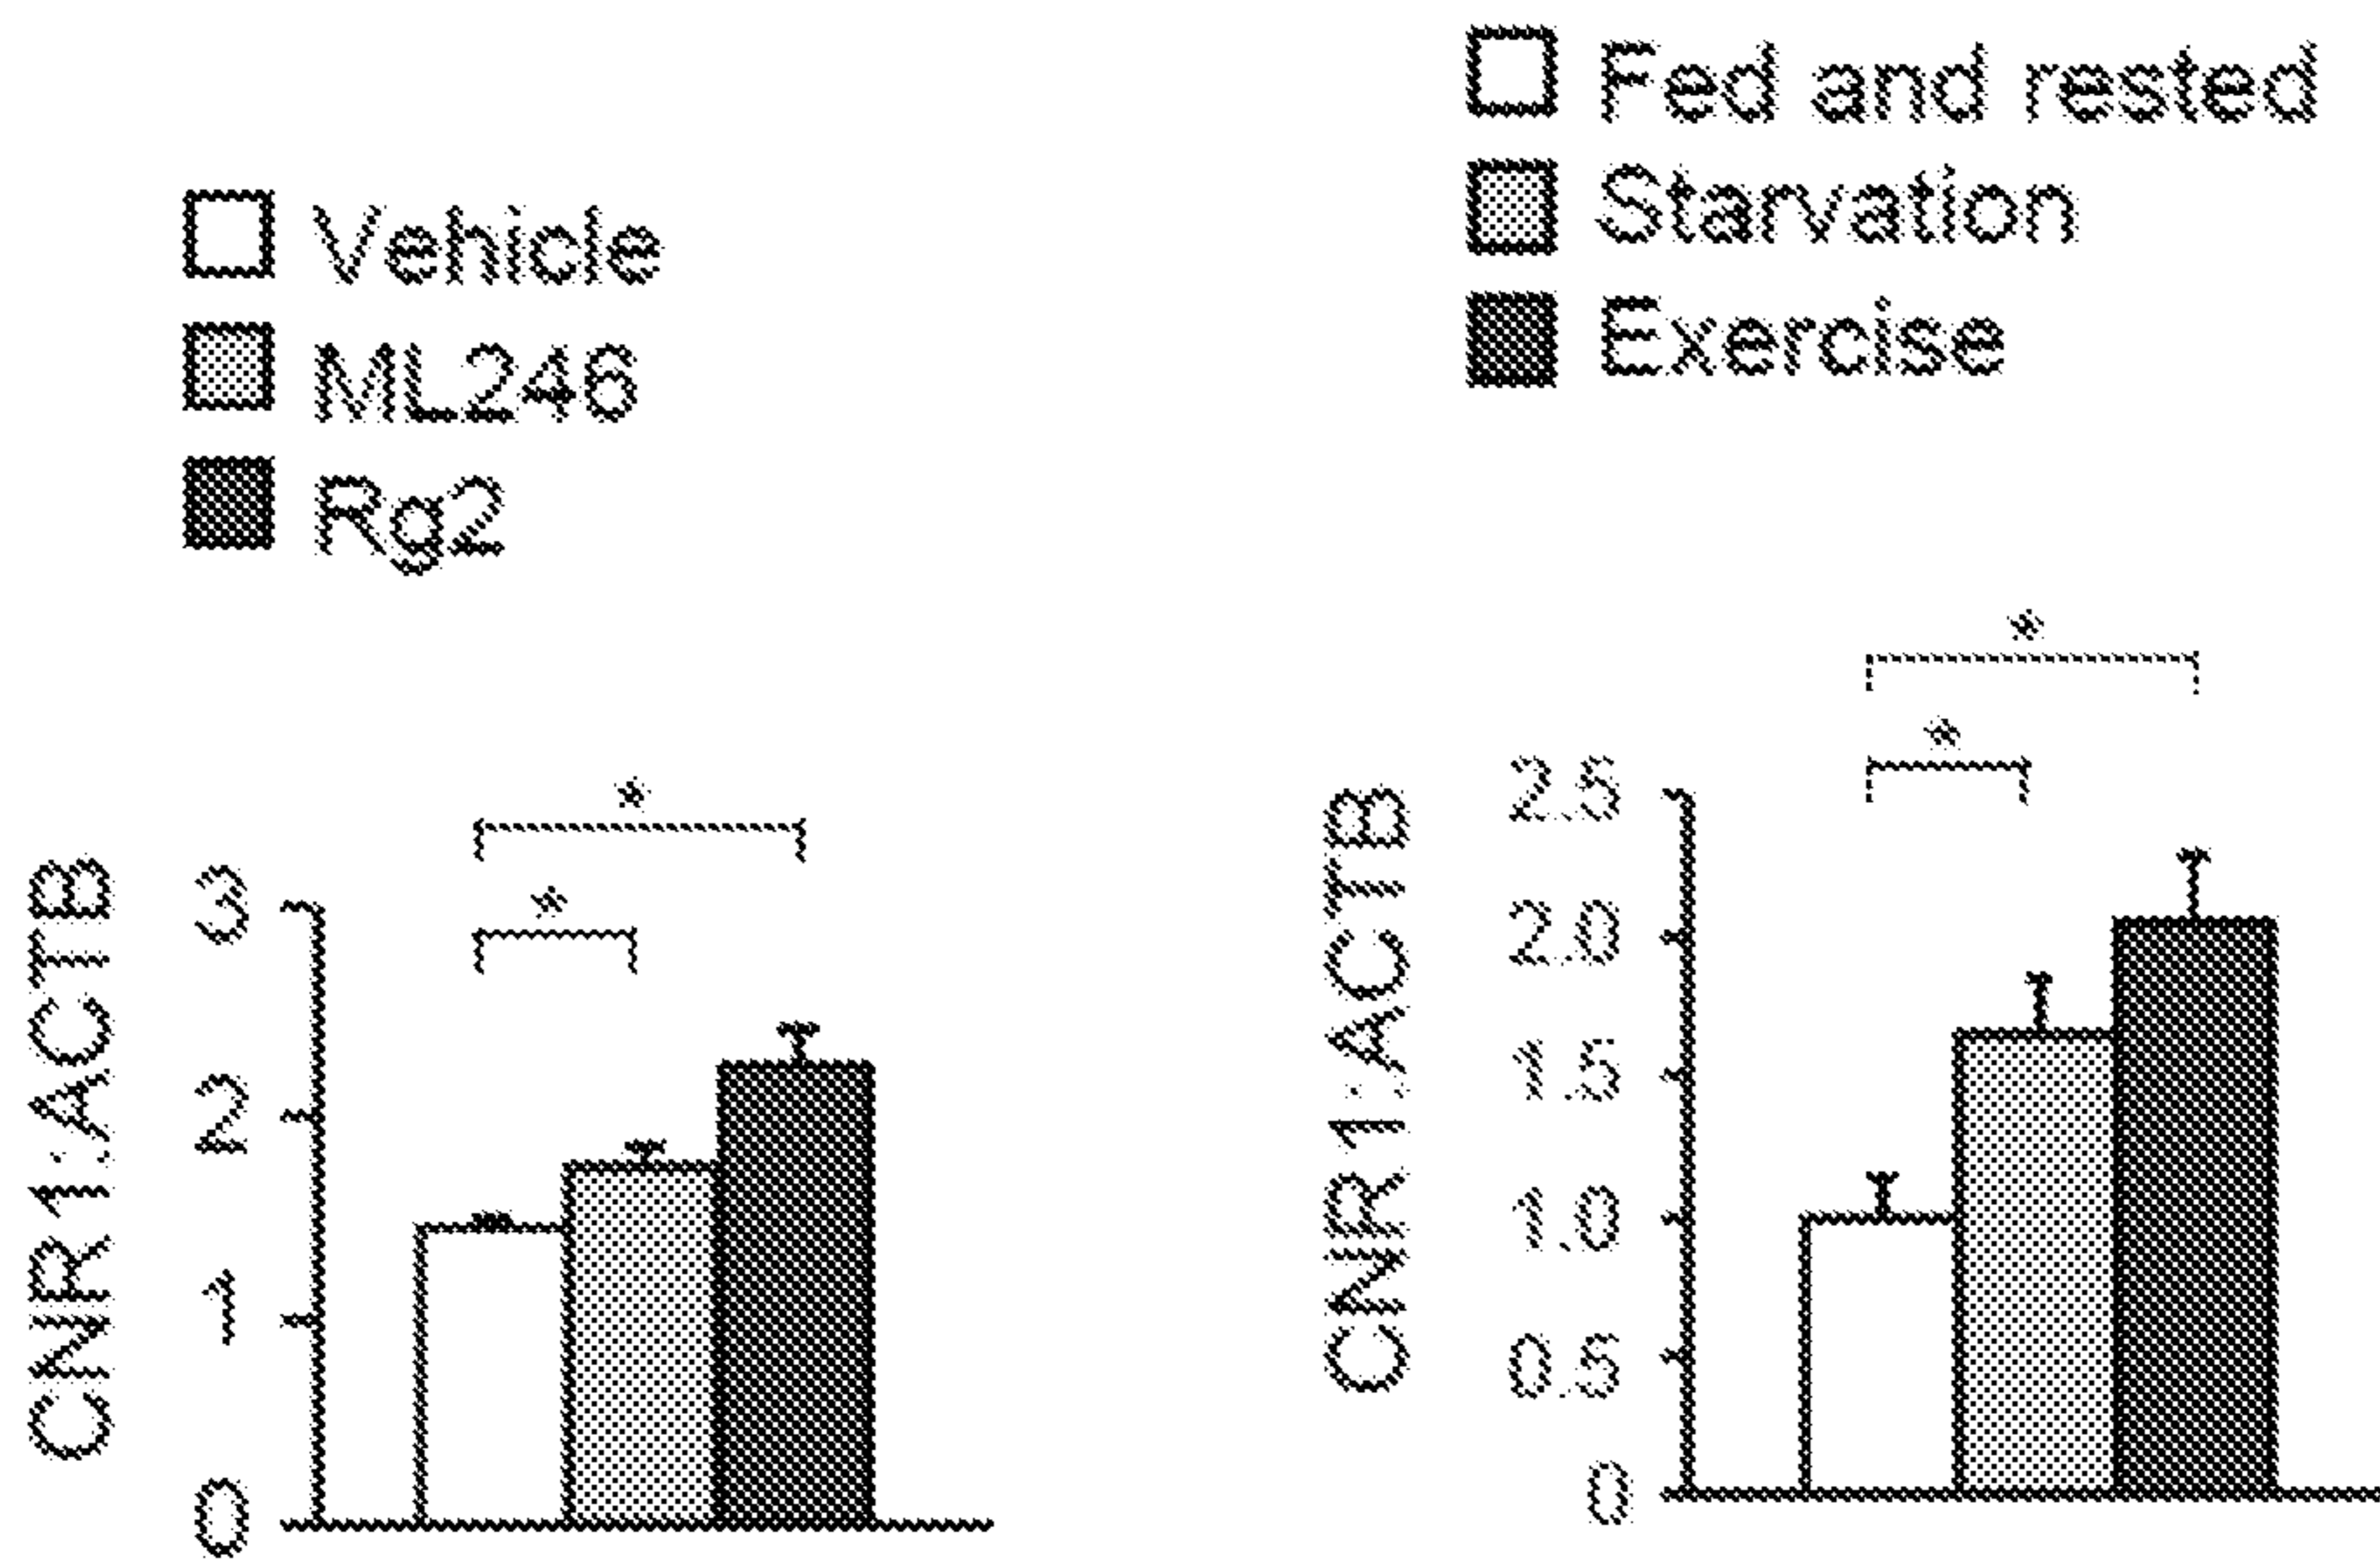 Vehicle
ML246
Rg2
*
*
CNR1:ACTB
3
2
1
0
Fed and rested
Starvation
Exercise
*
*
CNR1:ACTB
2.5
2.0
1.5
1.0
0.5
0